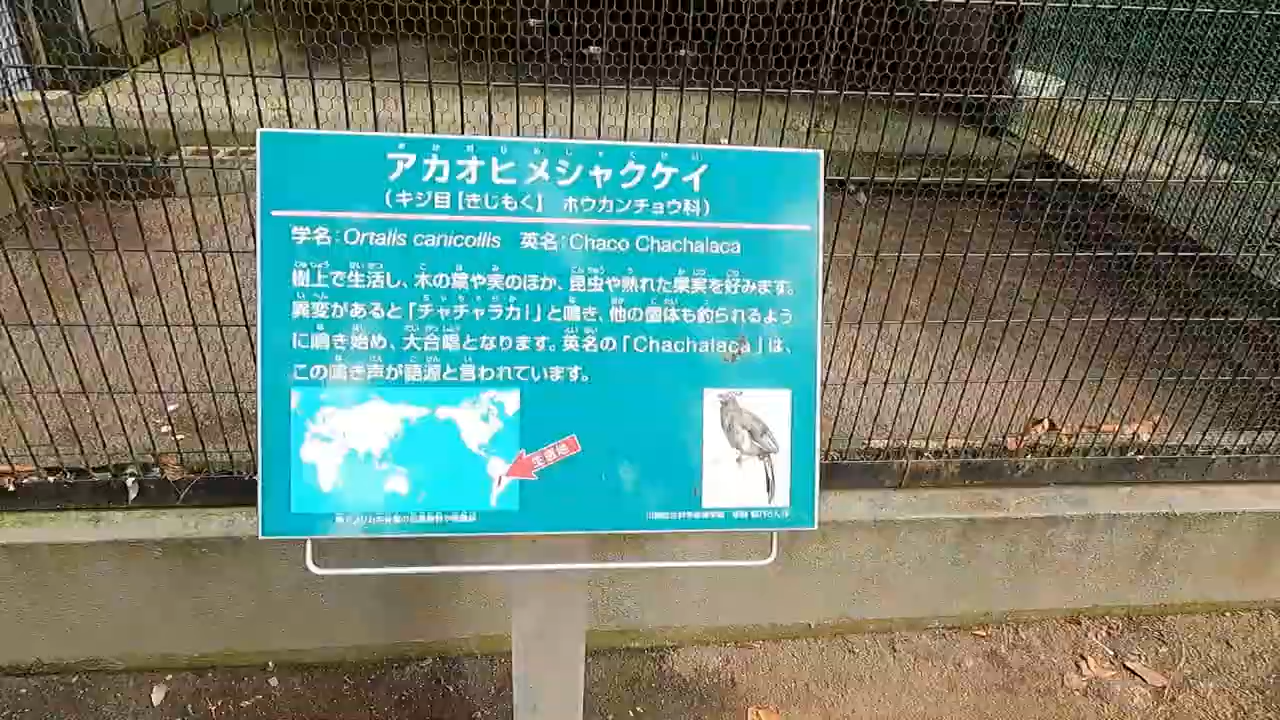 アカオヒメシャクケイ
（キジ目 [きじもく]　ホウカンチョウ科）
学名：Ortalis canicollis　英名：Chaco Chachalaca
樹上で生活し、木の葉や実のほか、昆虫や熟れた果実を好みます。
異変があると「チャチャラカ！」と鳴き、他の個体も釣られるよう
に鳴き始め、大合唱となります。英名の「Chachalaca」は、
この鳴き声が語源と言われています。
生息地